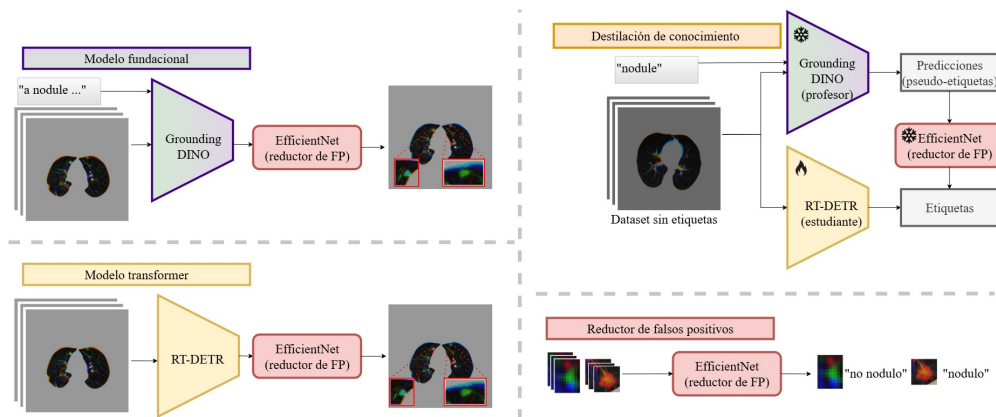 Modelo fundacional
"a nodule ..."
Grounding
DINO
EfficientNet
(reductor de FP)
Modelo transformer
RT-DETR
EfficientNet
(reductor de FP)
Destilación de conocimiento
"nodule"
Dataset sin etiquetas
Grounding
DINO
(profesor)
Predicciones
(pseudo-etiquetas)
EfficientNet
(reductor de FP)
RT-DETR
(estudiante)
Etiquetas
Reductor de falsos positivos
EfficientNet
(reductor de FP)
"no nodulo"
"nodulo"